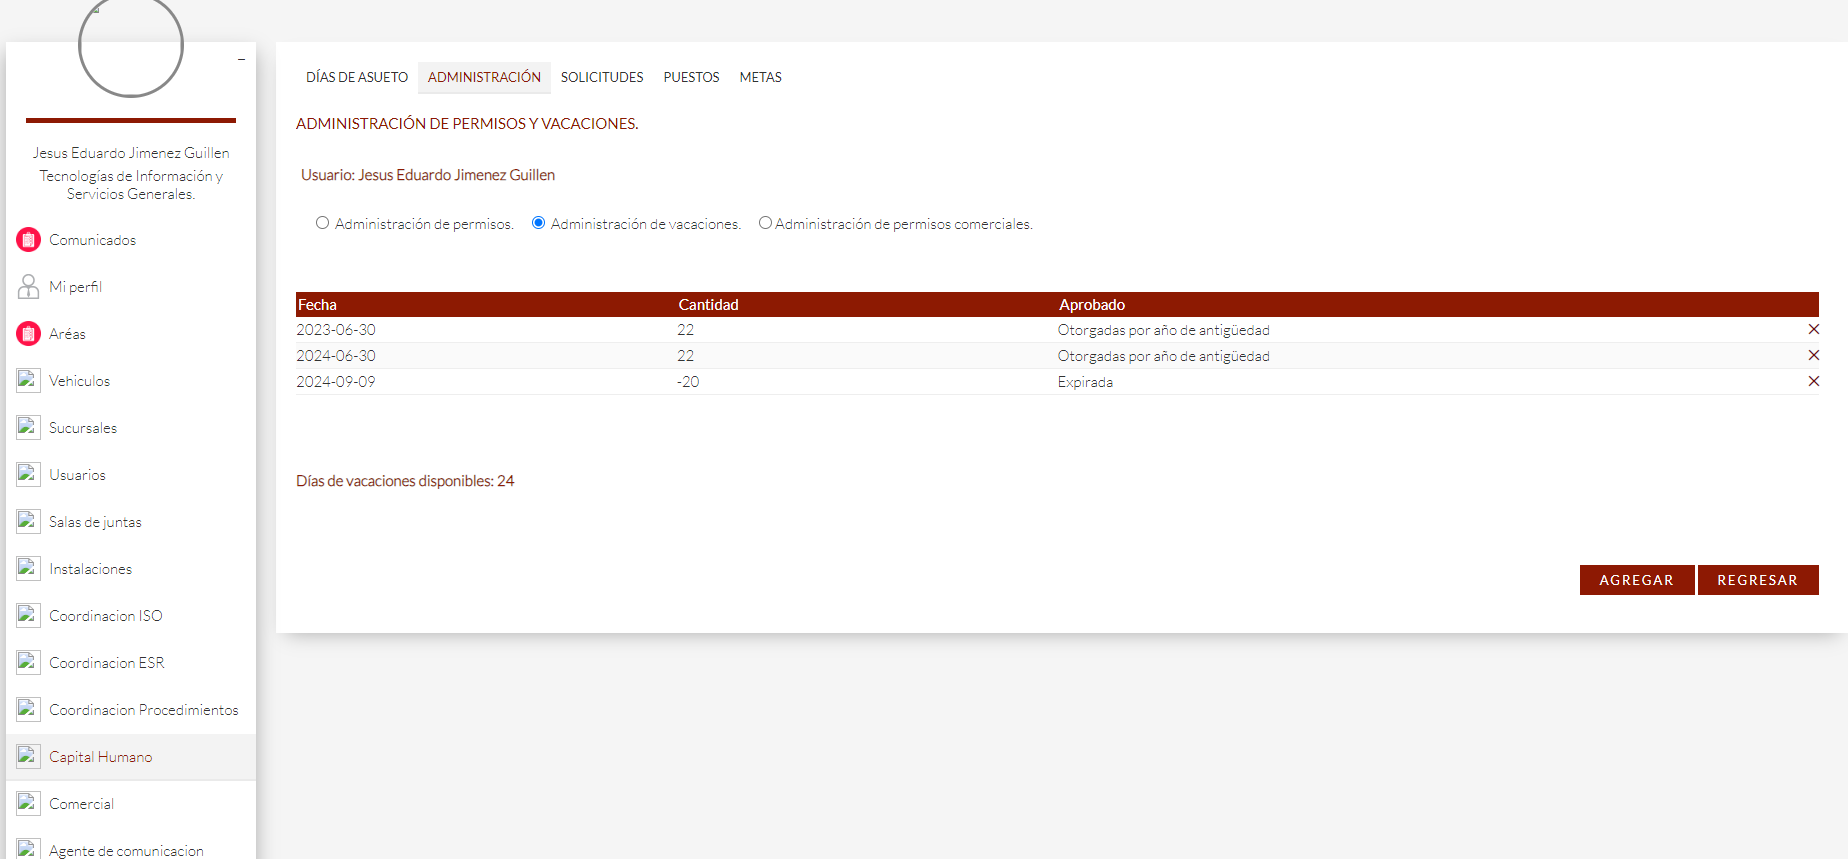 Jesus Eduardo Jimenez Guillen
Tecnologías de Información y
Servicios Generales.
Comunicados
Mi perfil
Aréas
Vehiculos
Sucursales
Usuarios
Salas de juntas
Instalaciones
Coordinacion ISO
Coordinacion ESR
Coordinacion Procedimientos
Capital Humano
Comercial
Agente de comunicacion
DÍAS DE ASUETO ADMINISTRACIÓN SOLICITUDES PUESTOS METAS
ADMINISTRACIÓN DE PERMISOS Y VACACIONES.
Usuario: Jesus Eduardo Jimenez Guillen
Administración de permisos. Administración de vacaciones. Administración de permisos comerciales.
Fecha Cantidad Aprobado
2023-06-30 22 Otorgadas por año de antigüedad
2024-06-30 22 Otorgadas por año de antigüedad
2024-09-09 -20 Expirada
Días de vacaciones disponibles: 24
AGREGAR REGRESAR